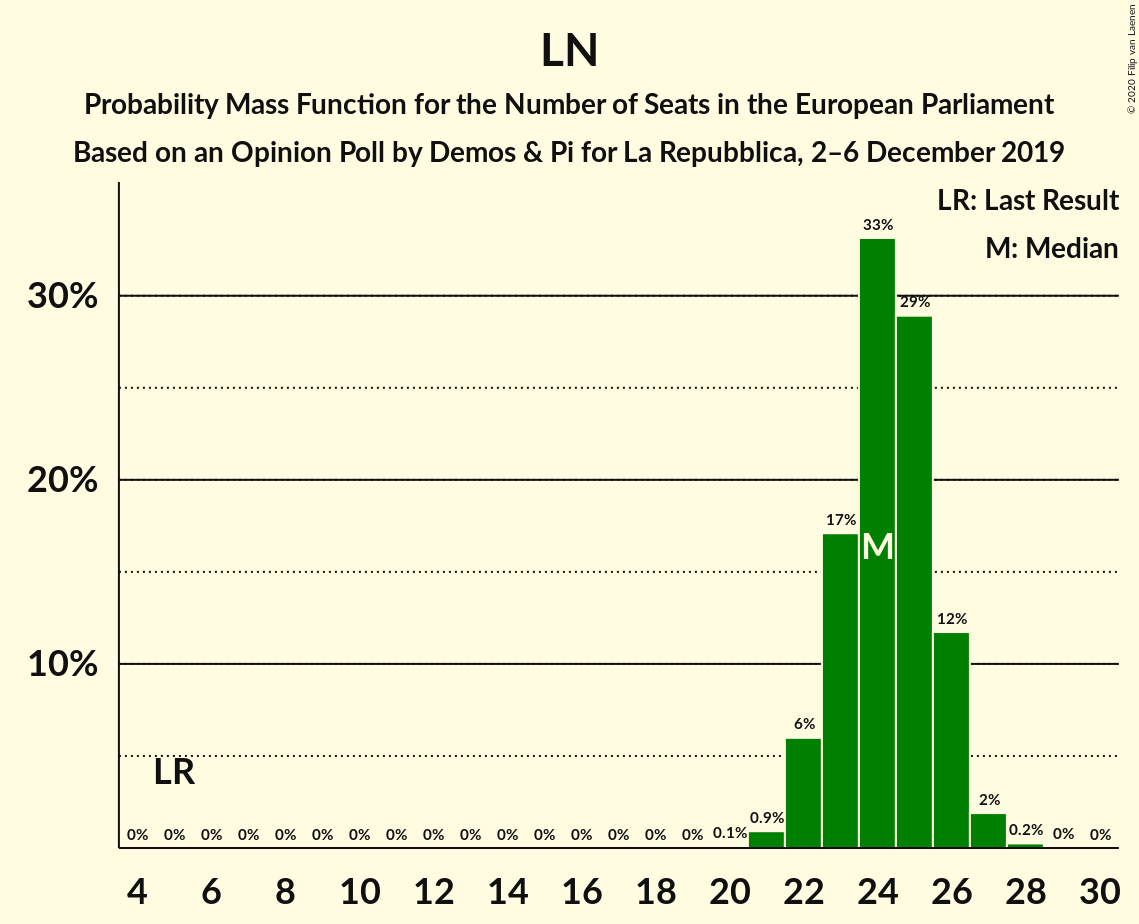 LN
Probability Mass Function for the Number of Seats in the European Parliament
Based on an Opinion Poll by Demos & Pi for La Repubblica, 2–6 December 2019
© 2020 Filip van Laenen
LR: Last Result
M: Median
33%
30%
29%
20%
17%
M
12%
10%
6%
LR
2%
0% 0% 0% 0% 0% 0% 0% 0% 0% 0% 0% 0% 0% 0% 0% 0% 0.1% 0.9% 0.2% 0% 0%
4 6 8 10 12 14 16 18 20 22 24 26 28 30